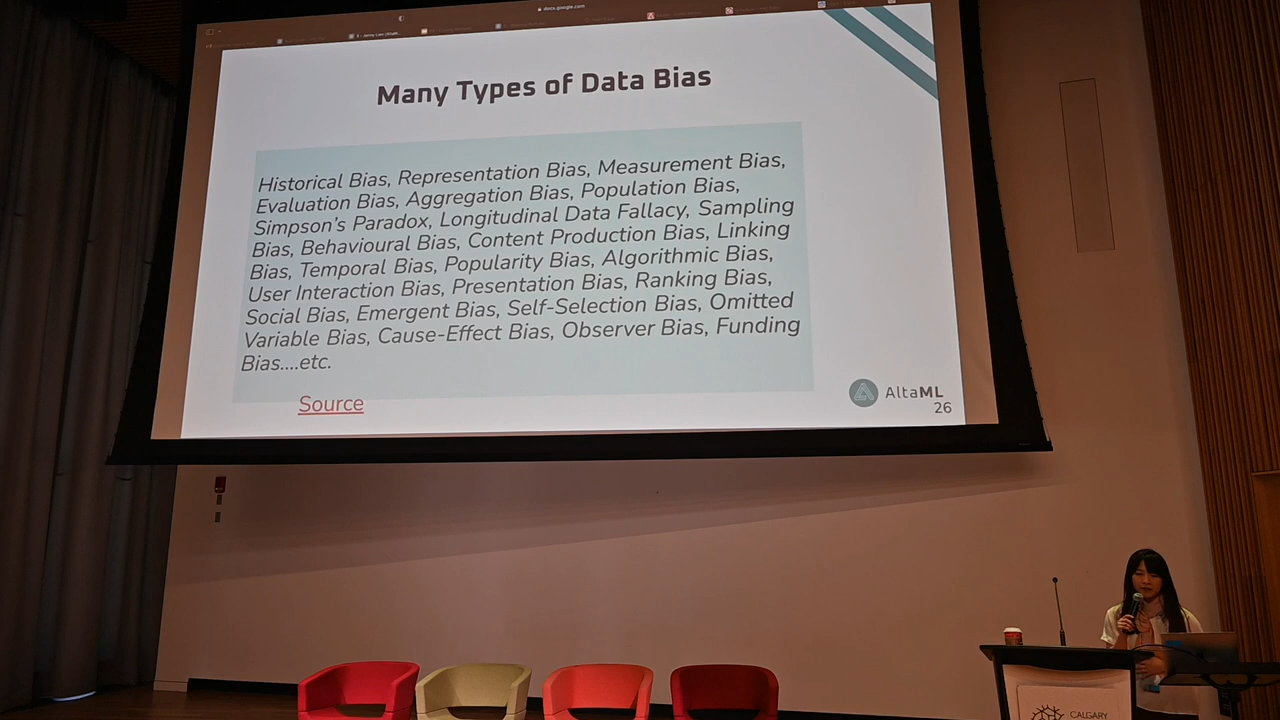 docs.google.com
Many Types of Data Bias
Historical Bias, Representation Bias, Measurement Bias,
Evaluation Bias, Aggregation Bias, Population Bias,
Simpson's Paradox, Longitudinal Data Fallacy, Sampling
Bias, Behavioural Bias, Content Production Bias, Linking
Bias, Temporal Bias, Popularity Bias, Algorithmic Bias,
User Interaction Bias, Presentation Bias, Ranking Bias,
Social Bias, Emergent Bias, Self-Selection Bias, Omitted
Variable Bias, Cause-Effect Bias, Observer Bias, Funding
Bias....etc.
Source
AltaML
26
CALGARY